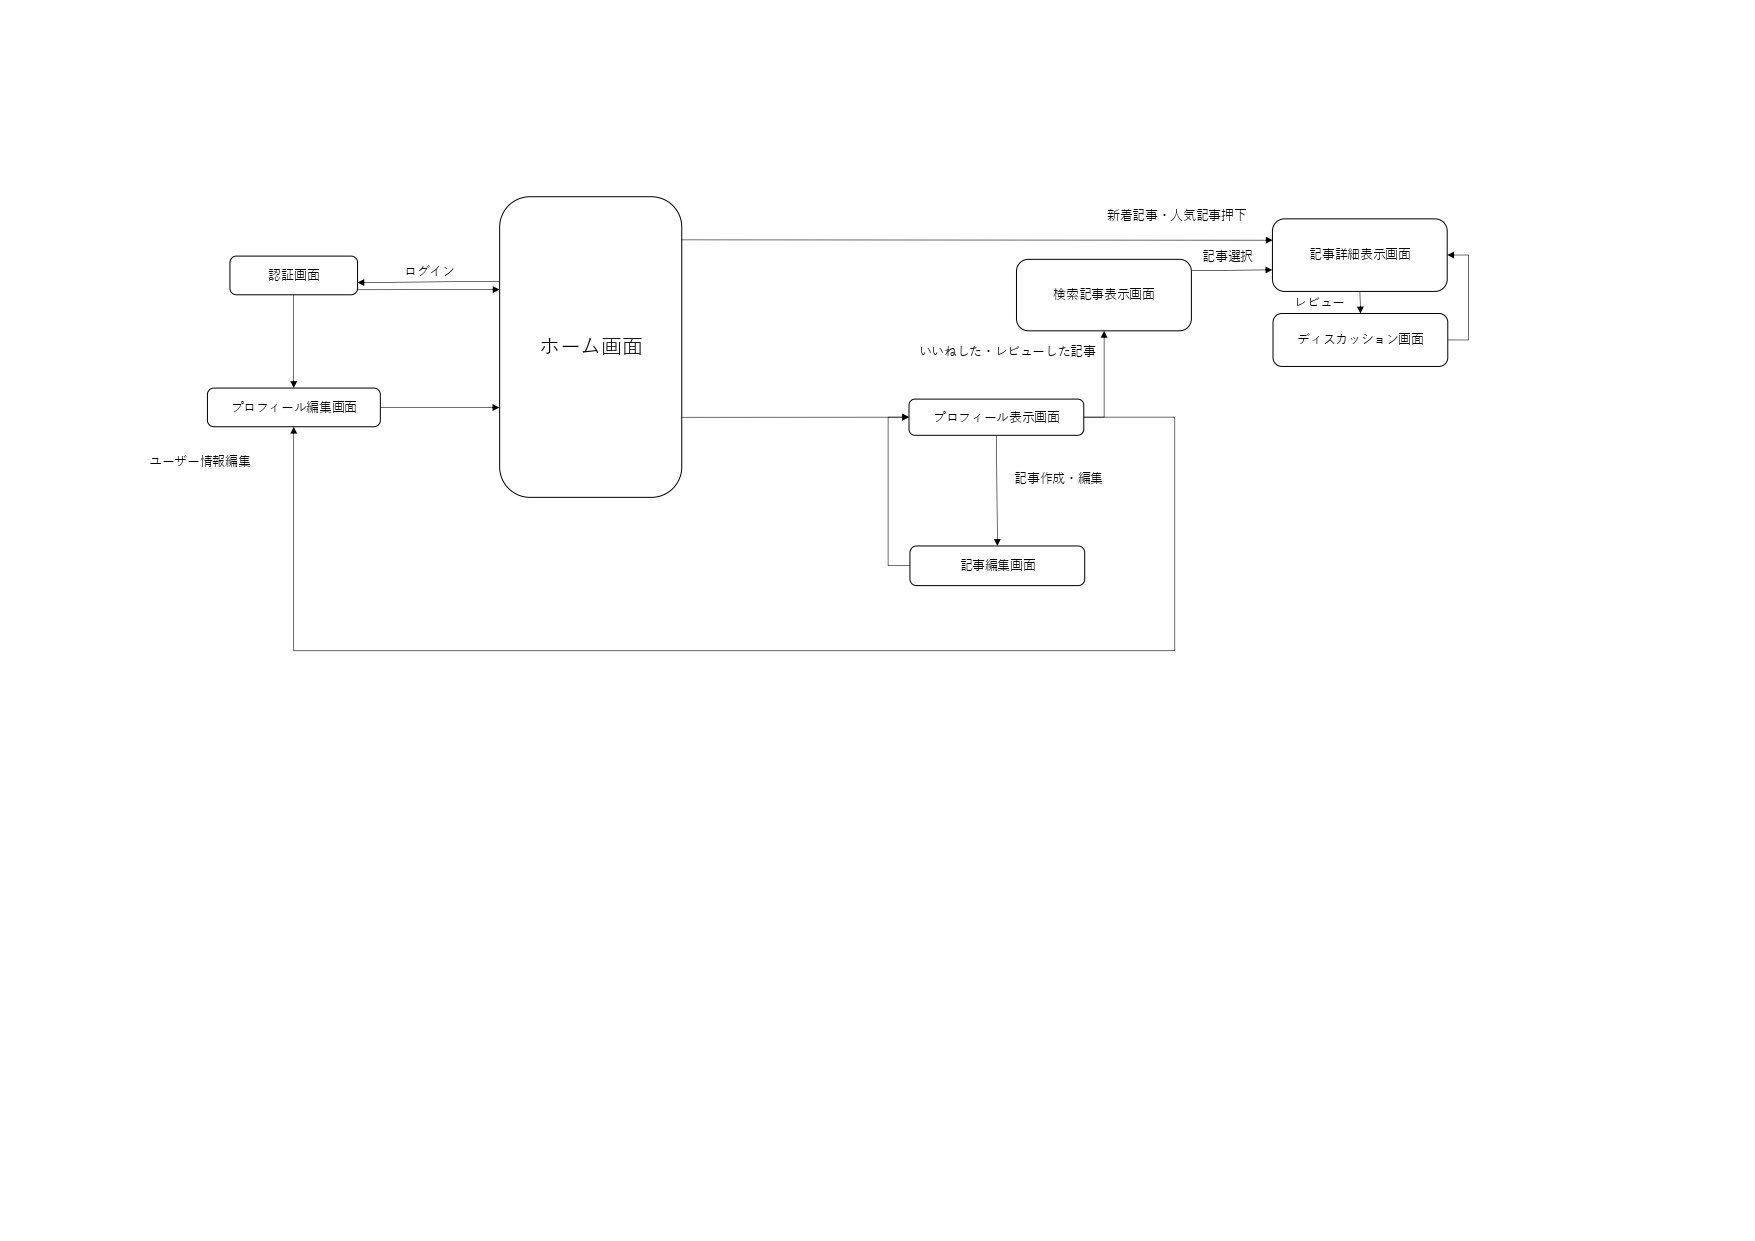 新着記事・人気記事押下
記事詳細表示画面
記事選択
認証画面
ログイン
検索記事表示画面
レビュー
ディスカッション画面
ホーム画面
いいねした・レビューした記事
プロフィール編集画面
プロフィール表示画面
ユーザー情報編集
記事作成・編集
記事編集画面